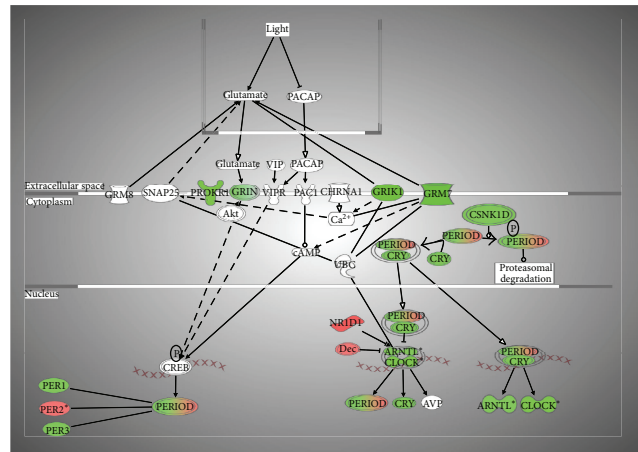 Light
Glutamate
PACAP
Glutamate
VIP
PACAP
Extracellular space
GRM8
SNAP25
PROKR1
GRIN
VIPR
PAC1
CHRNA1
GRIK1
GRM7
Cytoplasm
Akt
Ca2+
CSNK1D
P
PERIOD
PERIOD
PERIOD
CRY
CRY
cAMP
UBC
Proteasomal
degradation
Nucleus
NR1D1
PERIOD
CRY
Dec
ARNTL*
CLOCK*
PERIOD
CRY
P
CREB
PER1
PER2*
PER3
PERIOD
PERIOD
CRY
AVP
ARNTL*
CLOCK*